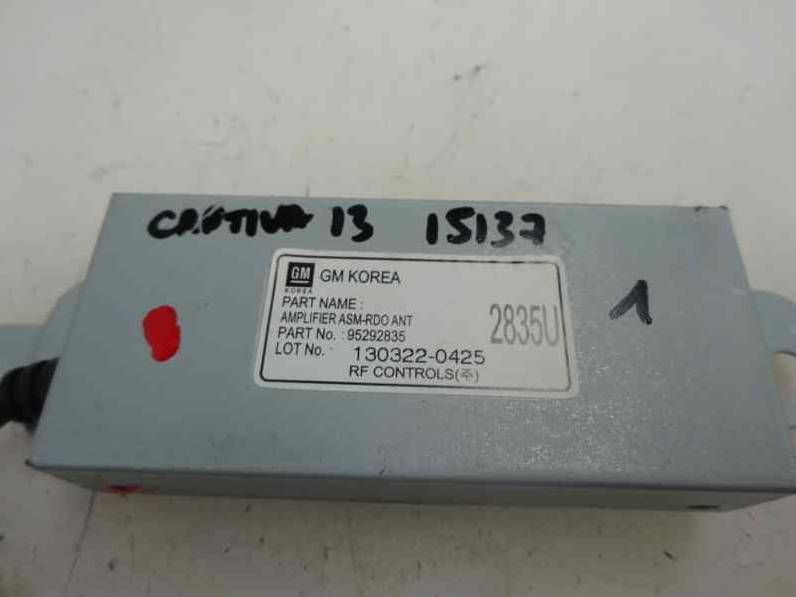 CAPTIVA 13 15137
1
GM
KOREA
GM KOREA
PART NAME :
AMPLIFIER ASM-RDO ANT
PART No. : 95292835
LOT No. : 130322-0425
RF CONTROLS(주)
2835U